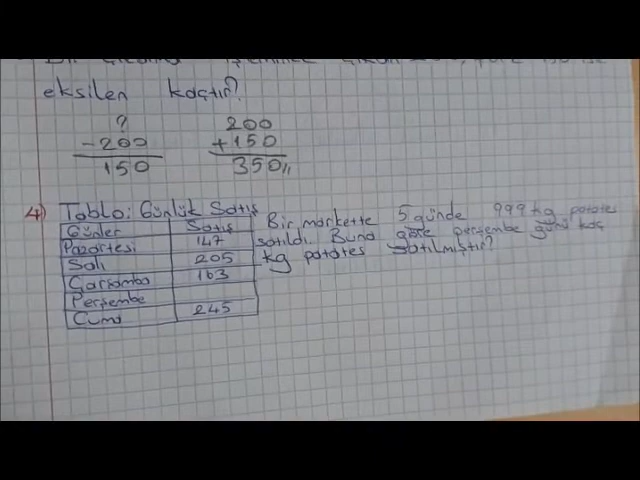 eksilen kaçtır?
?
- 200
150
200
+ 150
350//
4) Tablo: Günlük Satış
Günler Satış
Pazartesi 147
Salı 205
Çarşamba 163
Perşembe
Cuma 245
Bir markette 5 günde 999 kg patates
satıldı. Buna göre perşembe günü kaç
kg patates satılmıştır?